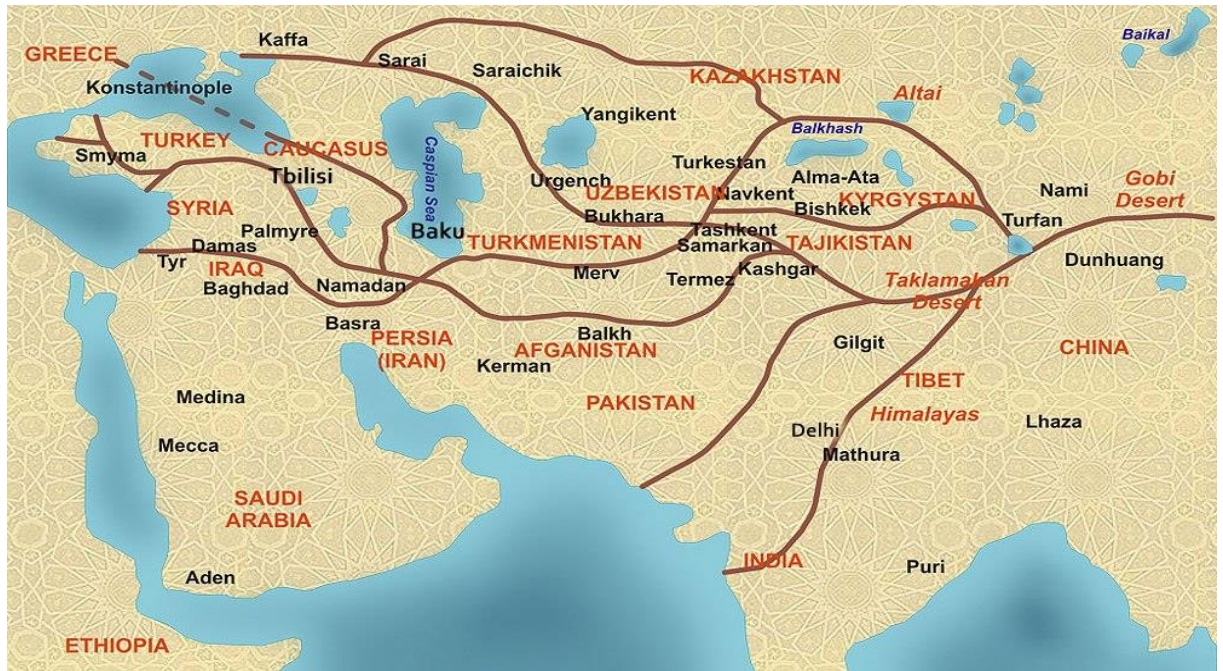 Kaffa
Baikal
GREECE
Sarai
Saraichik
KAZAKHSTAN
Konstaminople
Altai
Yangikent
Balkhash
TURKEY
CAUCASUS
Caspian Sea
Smyma
Tbilisi
Turkestan
Alma-Ata
Urgench
UZBEKISTAN
Navkent
KYRGYSTAN
Nami
Gobi
Desert
SYRIA
Bukhara
Bishkek
Turfan
Palmyre
Baku
Tashkent
Damas
TURKMENISTAN
Samarkan
TAJIKISTAN
Tyr
IRAQ
Merv
Termez
Kashgar
Dunhuang
Baghdad
Namadan
Taklamakan
Desert
Basra
PERSIA
(IRAN)
Balkh
AFGANISTAN
Gilgit
CHINA
Kerman
TIBET
Medina
PAKISTAN
Himalayas
Lhaza
Delhi
Mecca
Mathura
SAUDI
ARABIA
INDIA
Puri
Aden
ETHIOPIA